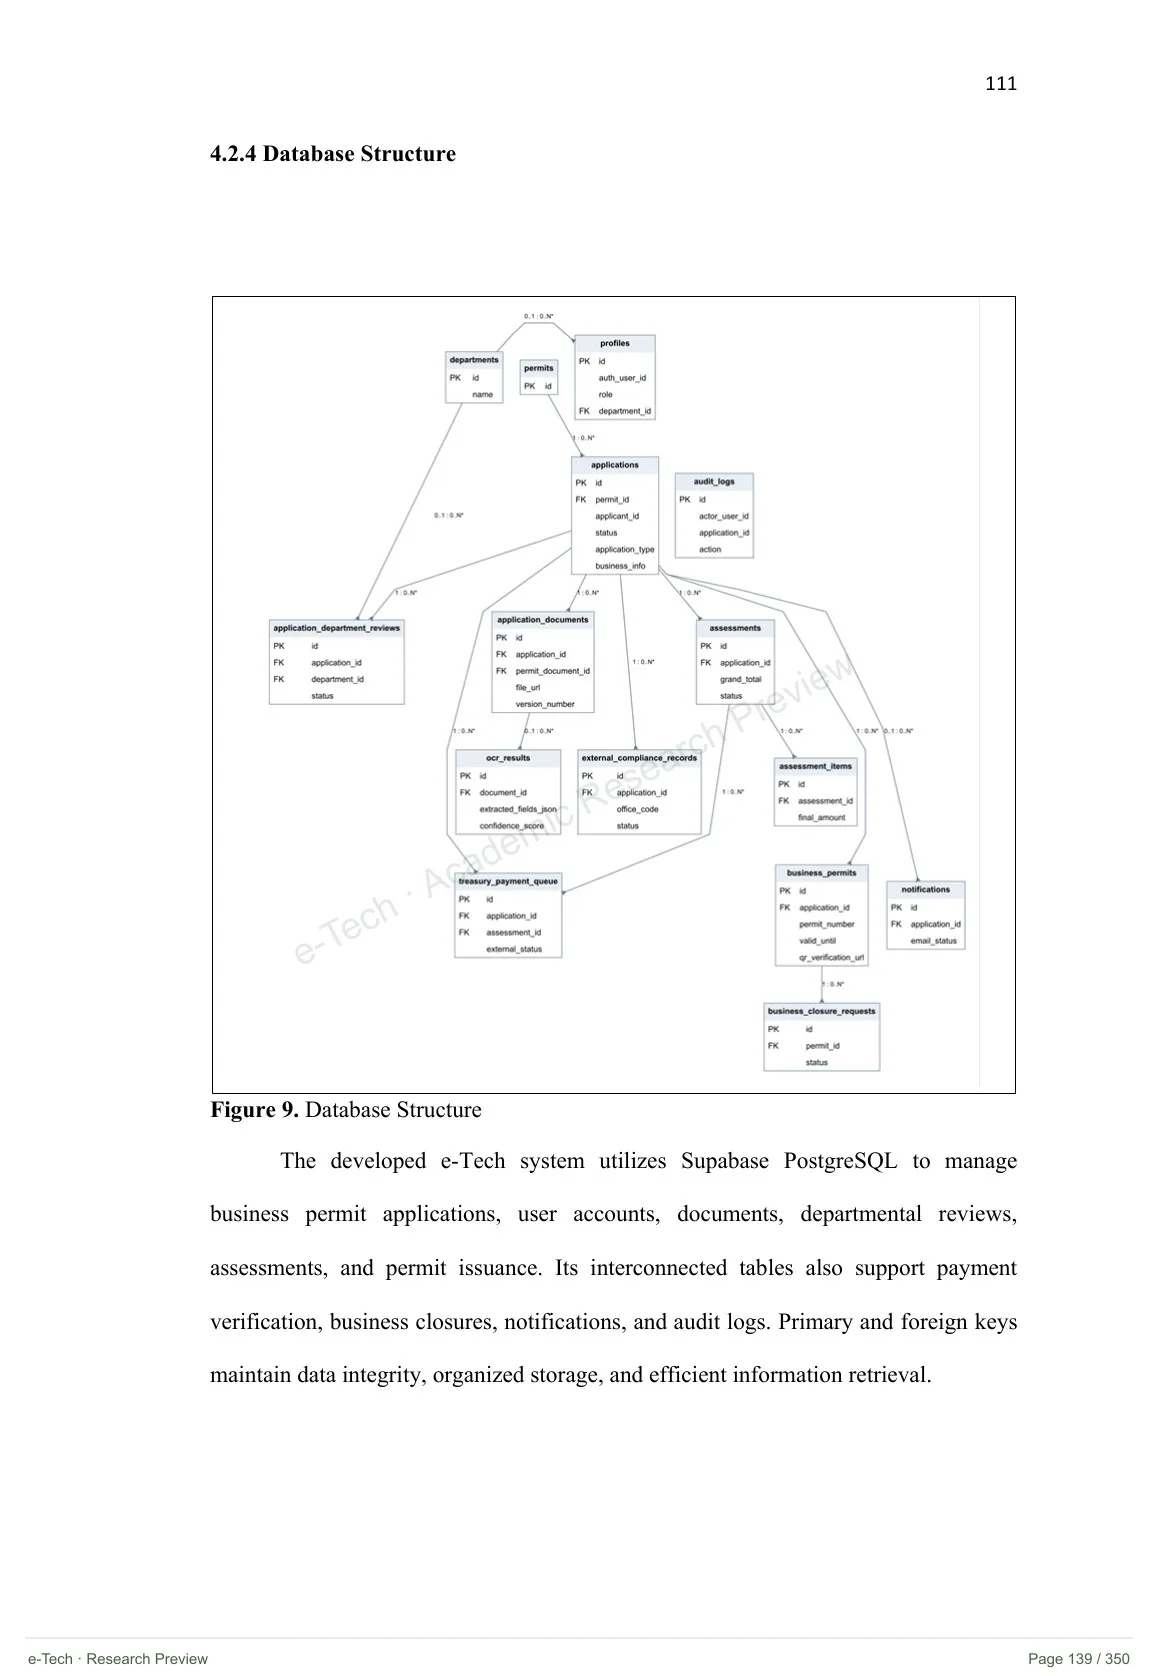 111
4.2.4 Database Structure
0..1 : 0..N*
profiles
PK id
auth_user_id
role
FK department_id
departments
PK id
name
permits
PK id
1 : 0..N*
applications
PK id
FK permit_id
applicant_id
status
application_type
business_info
audit_logs
PK id
actor_user_id
application_id
action
0..1 : 0..N*
1 : 0..N*
1 : 0..N*
1 : 0..N*
application_department_reviews
PK id
FK application_id
FK department_id
status
application_documents
PK id
FK application_id
FK permit_document_id
file_url
version_number
1 : 0..N*
assessments
PK id
FK application_id
grand_total
status
1 : 0..N*
0..1 : 0..N*
1 : 0..N*
1 : 0..N*
0..1 : 0..N*
ocr_results
PK id
FK document_id
extracted_fields_json
confidence_score
external_compliance_records
PK id
FK application_id
office_code
status
1 : 0..N*
assessment_items
PK id
FK assessment_id
final_amount
treasury_payment_queue
PK id
FK application_id
FK assessment_id
external_status
business_permits
PK id
FK application_id
permit_number
valid_until
qr_verification_url
notifications
PK id
FK application_id
email_status
1 : 0..N*
business_closure_requests
PK id
FK permit_id
status
e-Tech · Academic Research Preview
Figure 9. Database Structure
The developed e-Tech system utilizes Supabase PostgreSQL to manage
business permit applications, user accounts, documents, departmental reviews,
assessments, and permit issuance. Its interconnected tables also support payment
verification, business closures, notifications, and audit logs. Primary and foreign keys
maintain data integrity, organized storage, and efficient information retrieval.
e-Tech · Research Preview
Page 139 / 350